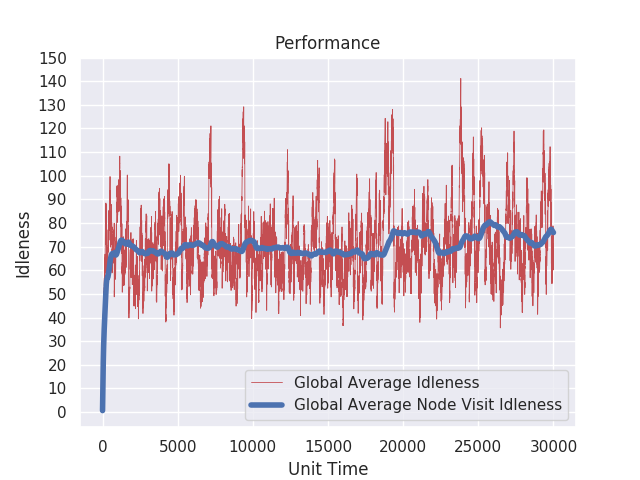 Performance
150
140
130
120
110
100
90
80
70
60
50
40
30
20
10
0
Idleness
Global Average Idleness
Global Average Node Visit Idleness
0 5000 10000 15000 20000 25000 30000
Unit Time